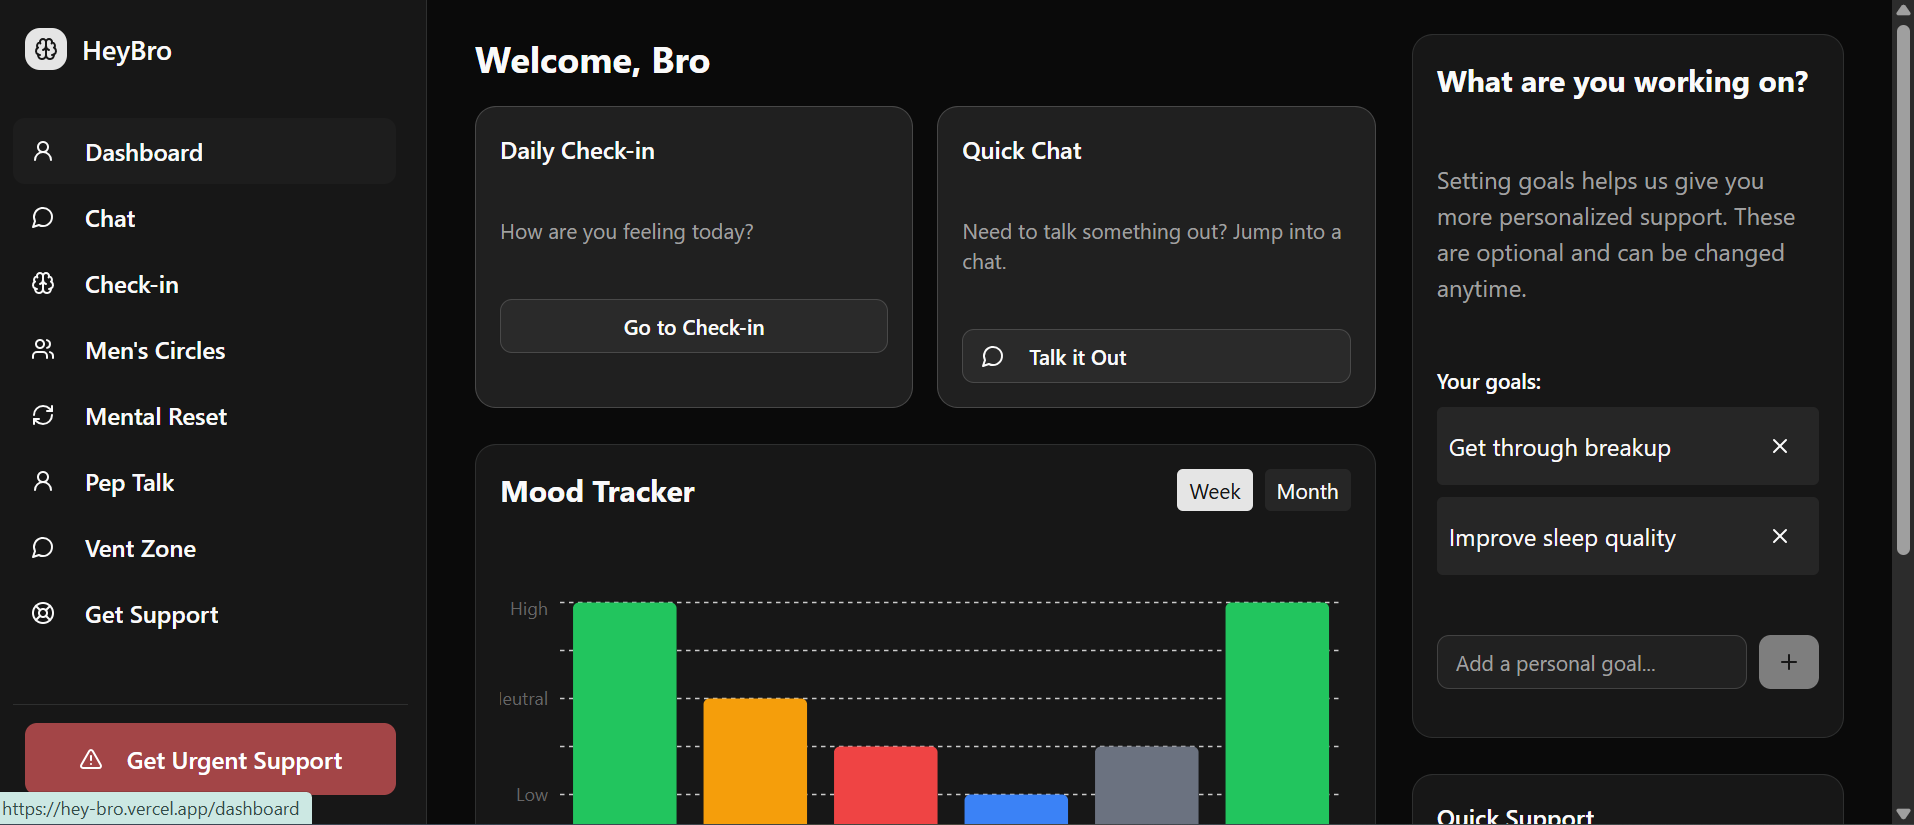 HeyBro
Dashboard
Chat
Check-in
Men's Circles
Mental Reset
Pep Talk
Vent Zone
Get Support
Get Urgent Support
https://hey-bro.vercel.app/dashboard
Welcome, Bro
Daily Check-in
How are you feeling today?
Go to Check-in
Quick Chat
Need to talk something out? Jump into a
chat.
Talk it Out
Mood Tracker
Week
Month
High
leutral
Low
What are you working on?
Setting goals helps us give you
more personalized support. These
are optional and can be changed
anytime.
Your goals:
Get through breakup
Improve sleep quality
Add a personal goal...
Quick Support